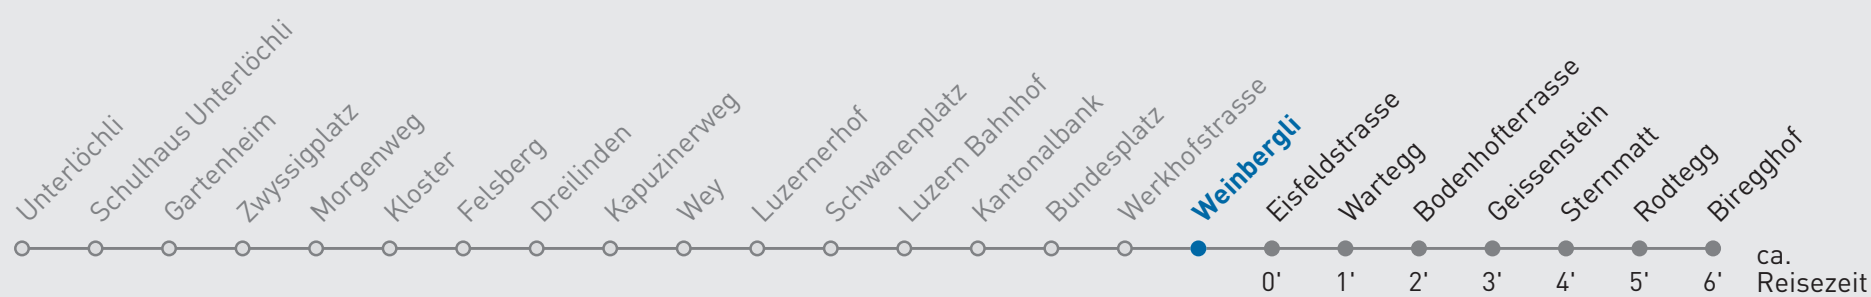 Unterlöchli
Schulhaus Unterlöchli
Gartenheim
Zwyssigplatz
Morgenweg
Kloster
Felsberg
Dreilinden
Kapuzinerweg
Wey
Luzernerhof
Schwanenplatz
Luzern Bahnhof
Kantonalbank
Bundesplatz
Werkhofstrasse
Weinbergli
Eisfeldstrasse
Wartegg
Bodenhofterrasse
Geissenstein
Sternmatt
Rodtegg
Biregghof
0' 1' 2' 3' 4' 5' 6'
ca.
Reisezeit